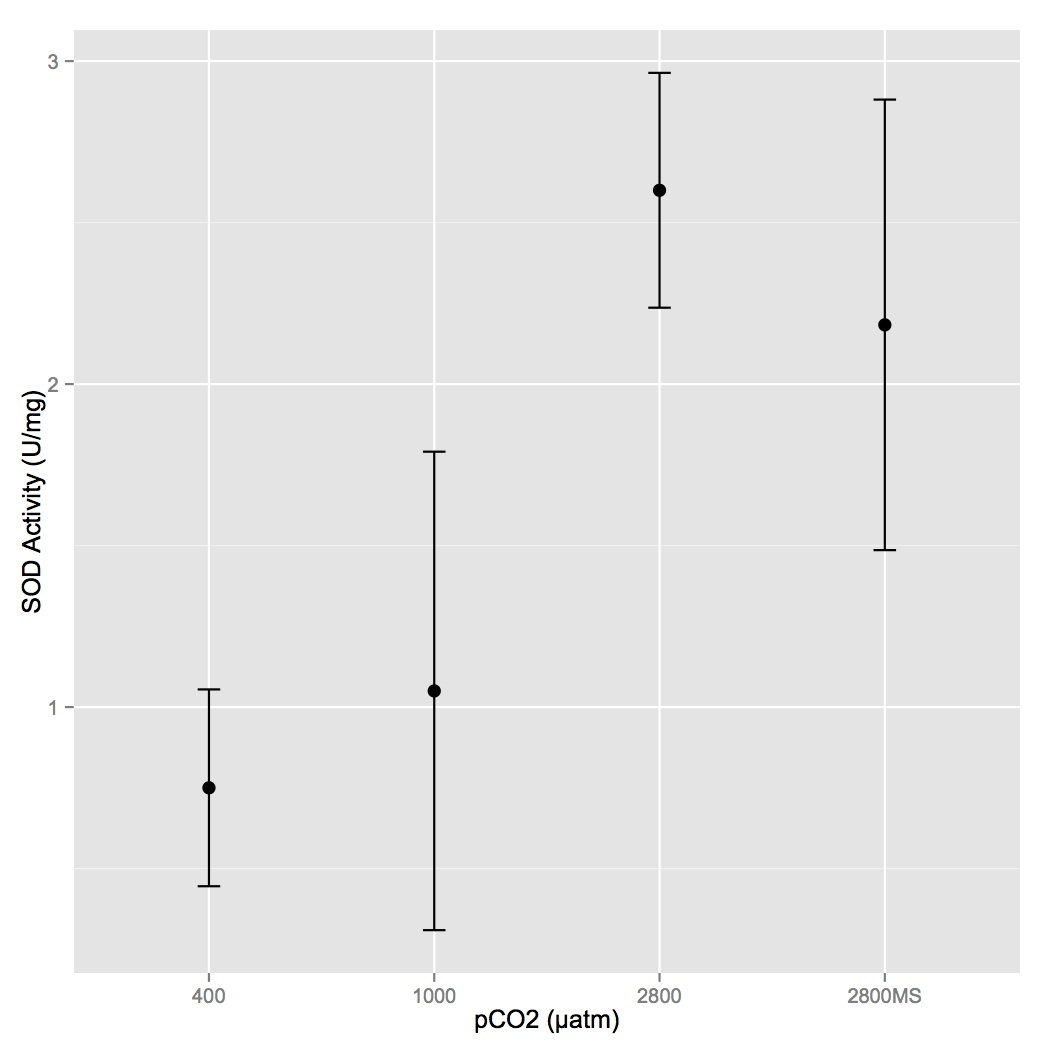 3
2
1
SOD Activity (U/mg)
400 1000 2800 2800MS
pCO2 (µatm)